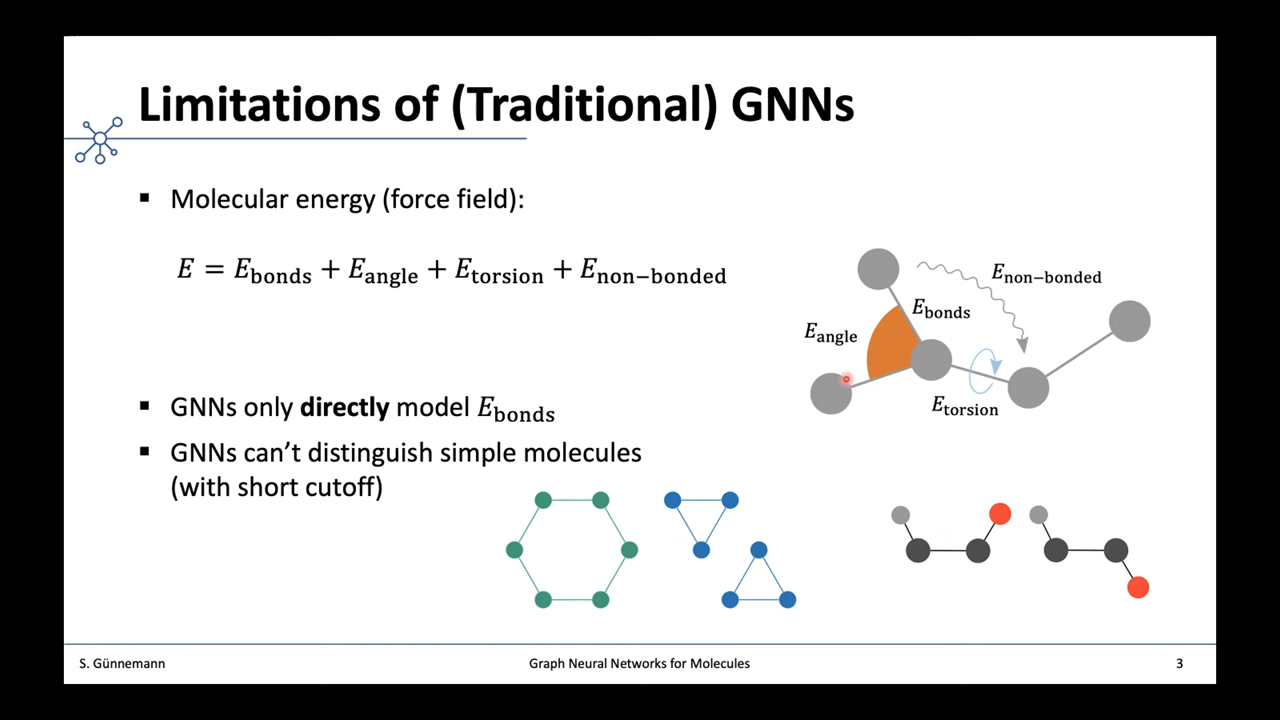 Limitations of (Traditional) GNNs
▪ Molecular energy (force field):
E = E_bonds + E_angle + E_torsion + E_non−bonded
E_non−bonded
E_bonds
E_angle
E_torsion
▪ GNNs only directly model E_bonds
▪ GNNs can’t distinguish simple molecules
(with short cutoff)
S. Günnemann
Graph Neural Networks for Molecules
3